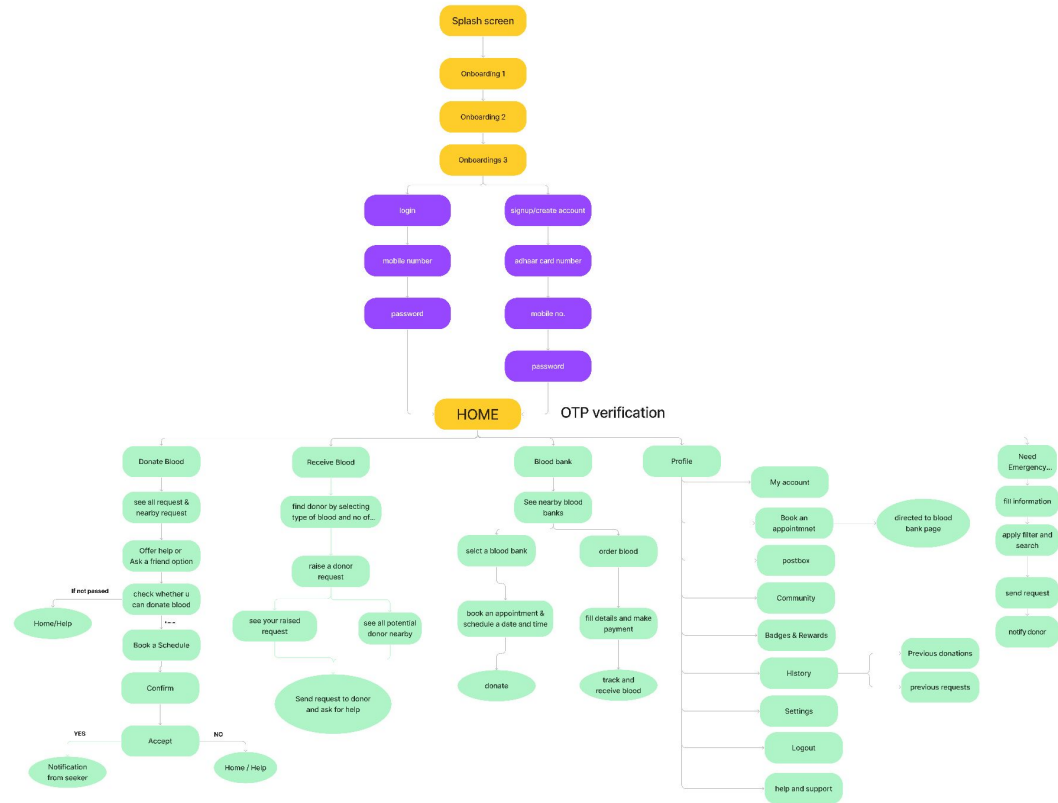 Splash screen
Onboarding 1
Onboarding 2
Onboardings 3
login
signup/create account
mobile number
adhaar card number
password
mobile no.
password
HOME
OTP verification
Donate Blood
Receive Blood
Blood bank
Profile
Need
Emergency...
see all request &
nearby request
find donor by selecting
type of blood and no of...
See nearby blood
banks
My account
fill information
Book an
appointmnet
directed to blood
bank page
apply filter and
search
Offer help or
Ask a friend option
raise a donor
request
selct a blood bank
order blood
postbox
If not passed
check whether u
can donate blood
Home/Help
see your raised
request
see all potential
donor nearby
book an appointment &
schedule a date and time
fill details and make
payment
Community
send request
Badges & Rewards
notify donor
Book a Schedule
Confirm
Send request to donor
and ask for help
donate
track and
receive blood
History
Previous donations
previous requests
Settings
YES
Accept
NO
Notification
from seeker
Home / Help
Logout
help and support